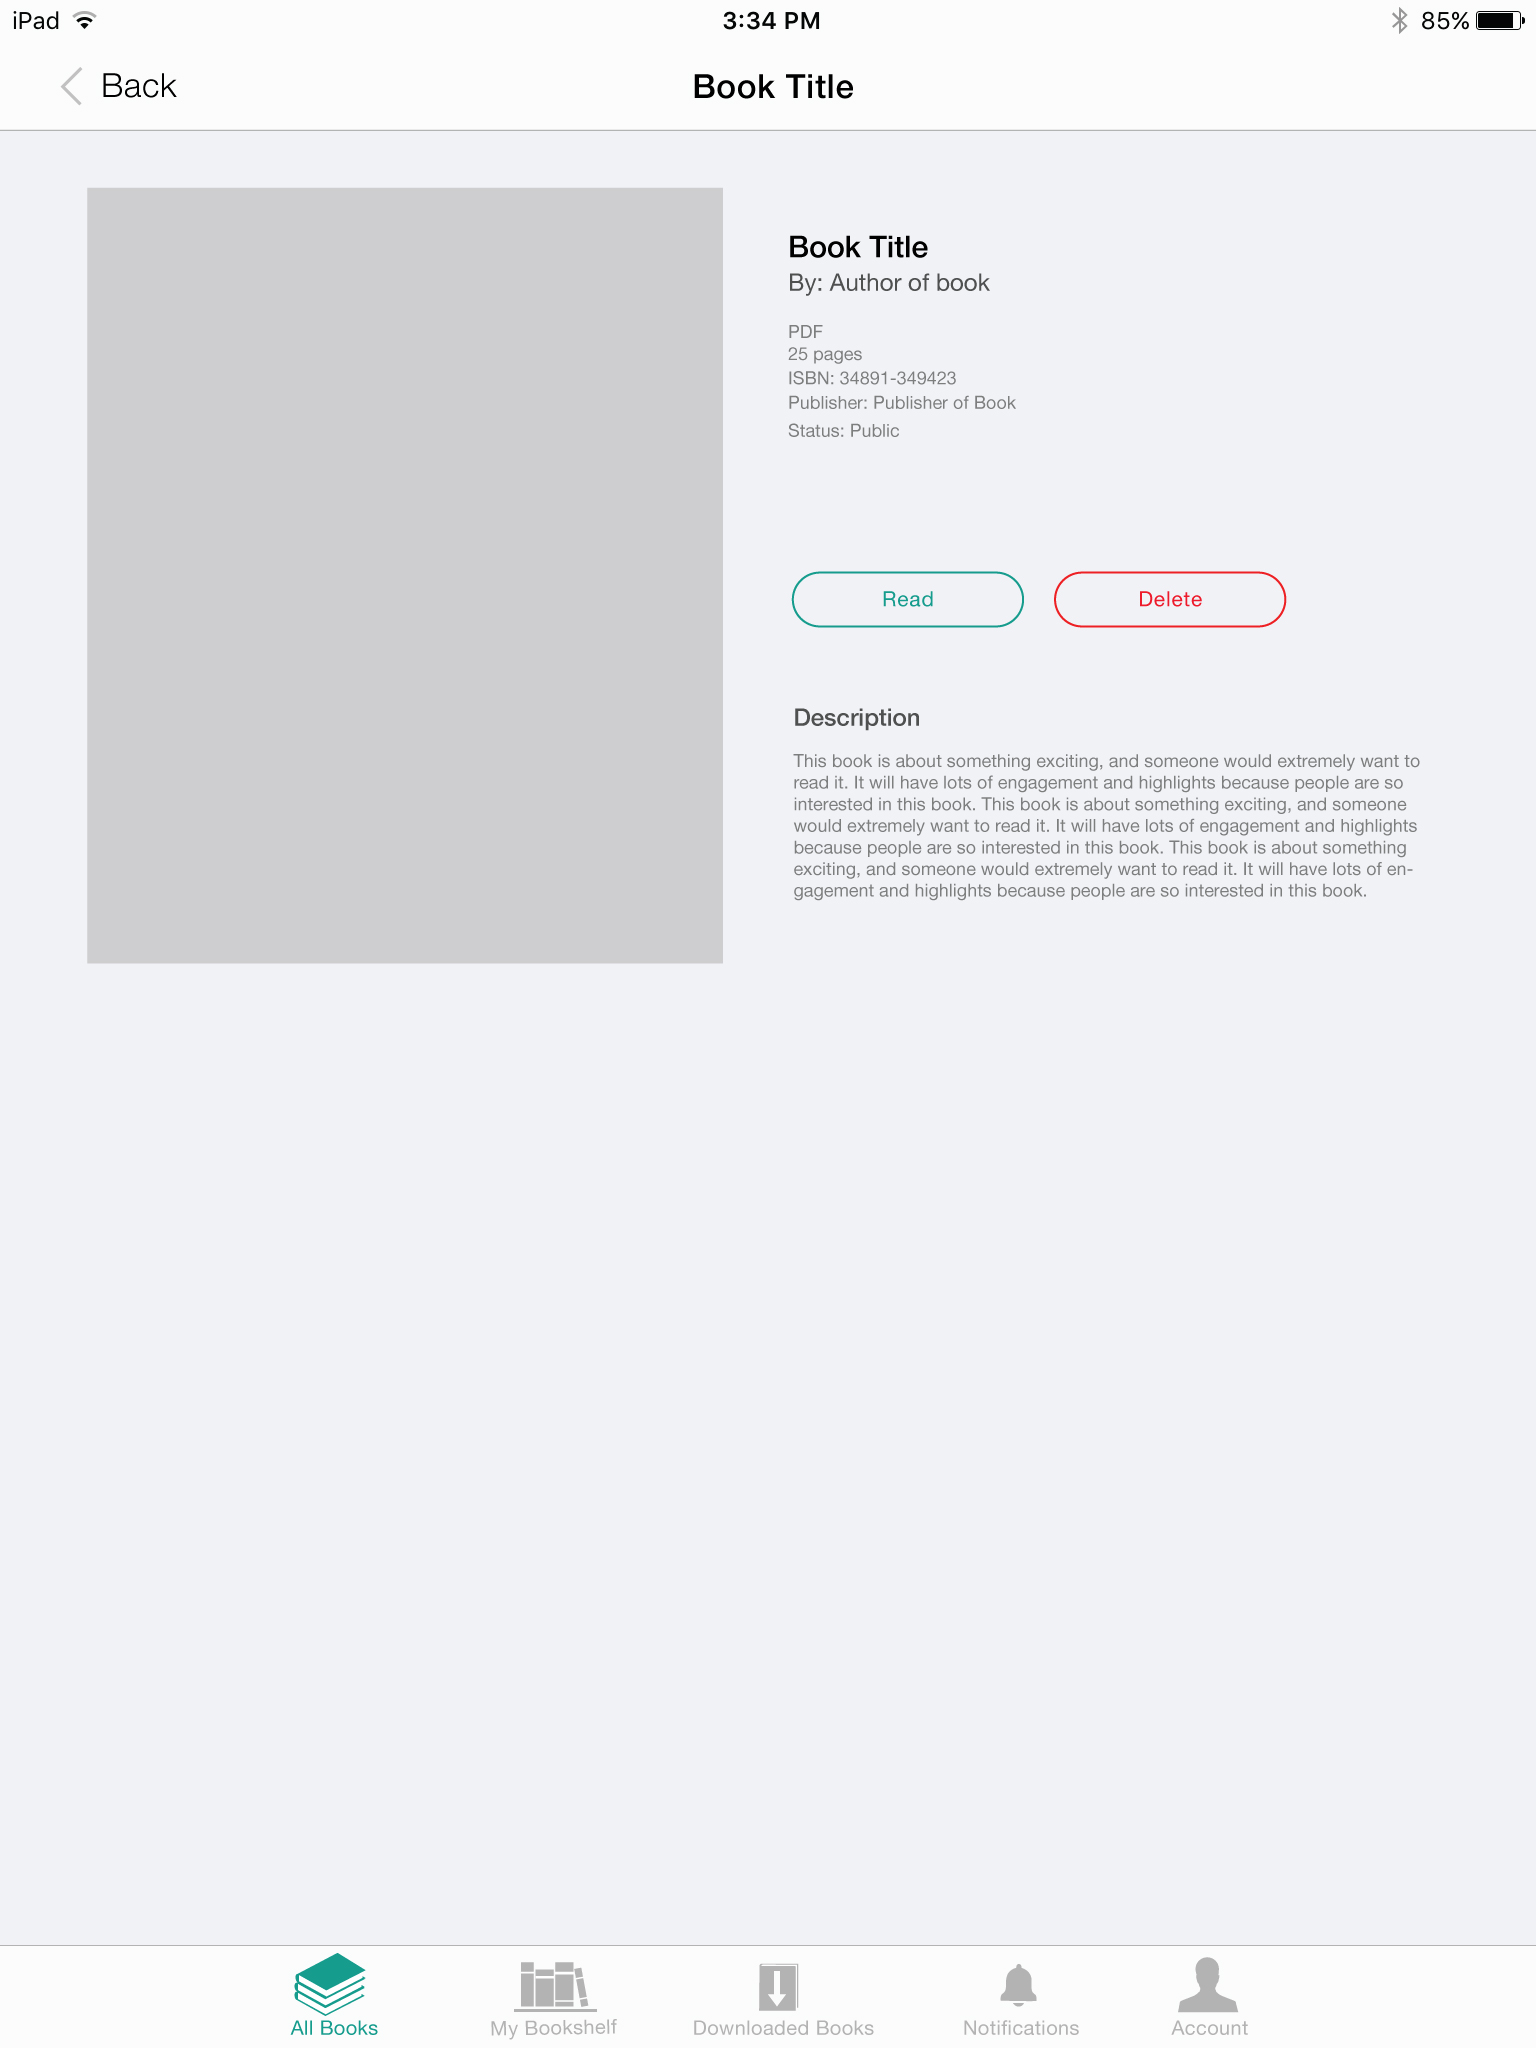 iPad 3:34 PM 85%
Back Book Title
Book Title
By: Author of book
PDF
25 pages
ISBN: 34891-349423
Publisher: Publisher of Book
Status: Public
Read Delete
Description
This book is about something exciting, and someone would extremely want to
read it. It will have lots of engagement and highlights because people are so
interested in this book. This book is about something exciting, and someone
would extremely want to read it. It will have lots of engagement and highlights
because people are so interested in this book. This book is about something
exciting, and someone would extremely want to read it. It will have lots of en-
gagement and highlights because people are so interested in this book.
All Books My Bookshelf Downloaded Books Notifications Account